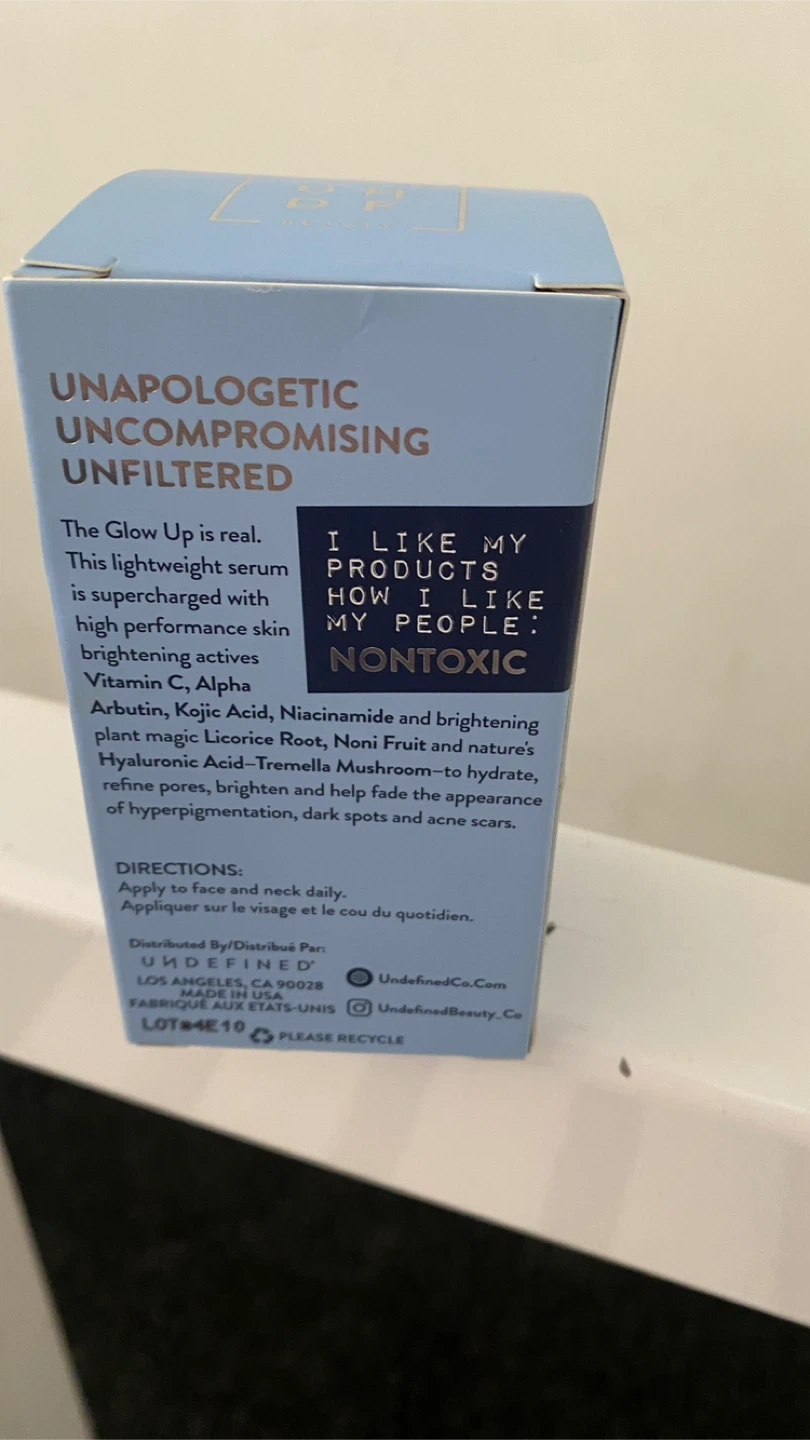 UNAPOLOGETIC
UNCOMPROMISING
UNFILTERED
The Glow Up is real.
This lightweight serum
is supercharged with
high performance skin
brightening actives
Vitamin C, Alpha
Arbutin, Kojic Acid, Niacinamide and brightening
plant magic Licorice Root, Noni Fruit and nature's
Hyaluronic Acid—Tremella Mushroom—to hydrate,
refine pores, brighten and help fade the appearance
of hyperpigmentation, dark spots and acne scars.
I LIKE MY
PRODUCTS
HOW I LIKE
MY PEOPLE:
NONTOXIC
DIRECTIONS:
Apply to face and neck daily.
Appliquer sur le visage et le cou du quotidien.
Distributed By/Distribué Par:
UNDEFINED
LOS ANGELES, CA 90028
MADE IN USA
FABRIQUÉ AUX ETATS-UNIS
UndefinedCo.Com
UndefinedBeauty_Co
PLEASE RECYCLE